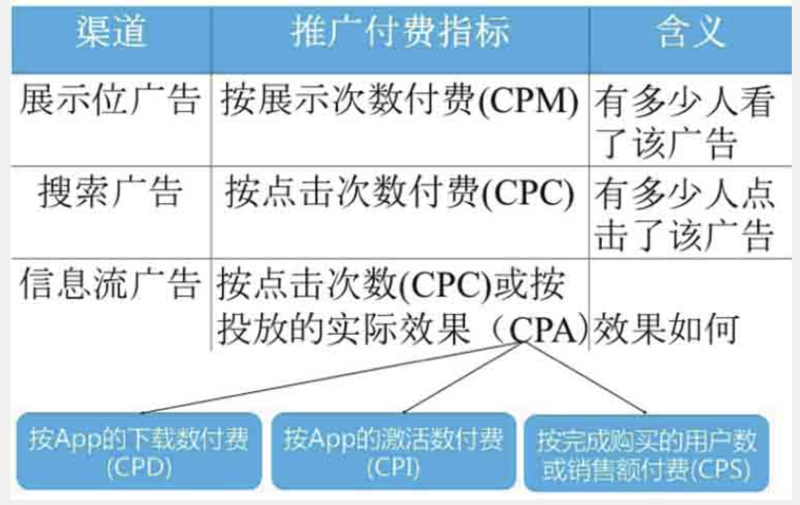 渠道 推广付费指标 含义
展示位广告 按展示次数付费(CPM) 有多少人看
了该广告
搜索广告 按点击次数付费(CPC) 有多少人点
击了该广告
信息流广告 按点击次数(CPC)或按
投放的实际效果（CPA) 效果如何
按App的下载数付费
(CPD)
按App的激活数付费
(CPI)
按完成购买的用户数
或销售额付费(CPS)